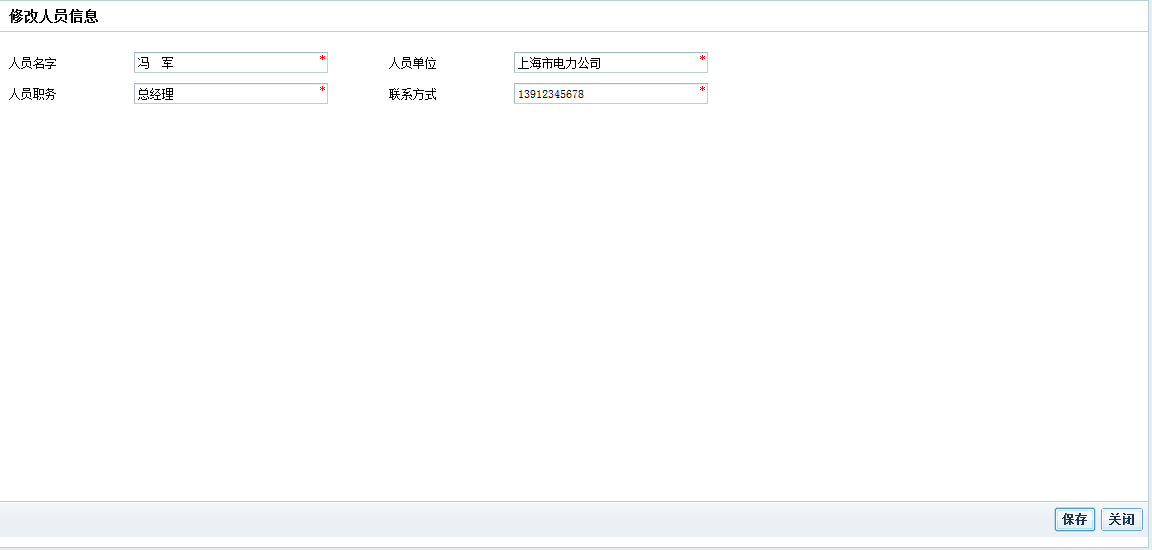 修改人员信息
人员名字 冯　军 * 人员单位 上海市电力公司 *
人员职务 总经理 * 联系方式 13912345678 *
保存 关闭